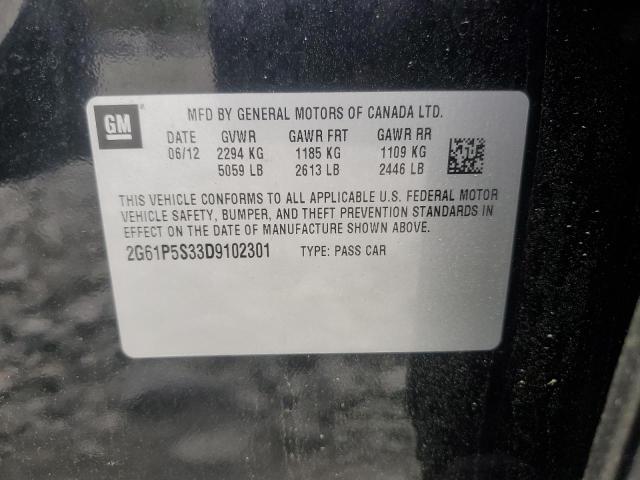 GM
MFD BY GENERAL MOTORS OF CANADA LTD.
DATE GVWR GAWR FRT GAWR RR
06/12 2294 KG 1185 KG 1109 KG
5059 LB 2613 LB 2446 LB
THIS VEHICLE CONFORMS TO ALL APPLICABLE U.S. FEDERAL MOTOR
VEHICLE SAFETY, BUMPER, AND THEFT PREVENTION STANDARDS IN
EFFECT ON THE DATE OF MANUFACTURE SHOWN ABOVE.
2G61P5S33D9102301 TYPE: PASS CAR